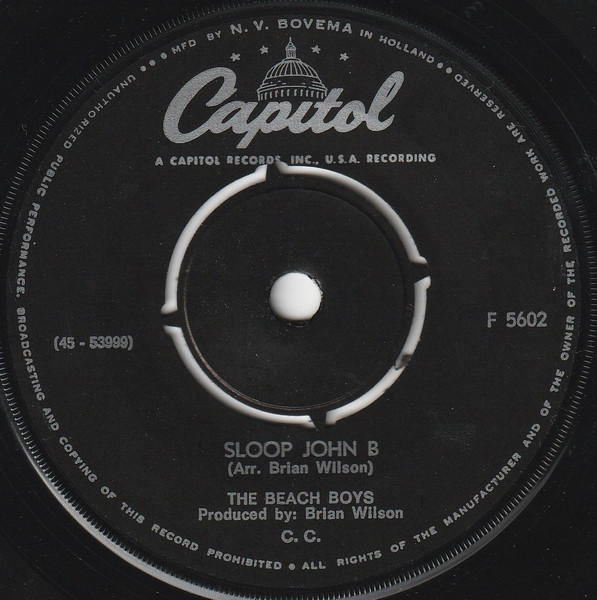 MFD BY N. V. BOVEMA IN HOLLAND
Capitol
A CAPITOL RECORDS, INC., U.S.A. RECORDING
F 5602
(45 - 53999)
SLOOP JOHN B
(Arr. Brian Wilson)
THE BEACH BOYS
Produced by: Brian Wilson
C. C.
UNAUTHORIZED PUBLIC PERFORMANCE, BROADCASTING AND COPYING OF THIS RECORD PROHIBITED ● ALL RIGHTS OF THE MANUFACTURER AND OF THE OWNER OF THE RECORDED WORK ARE RESERVED